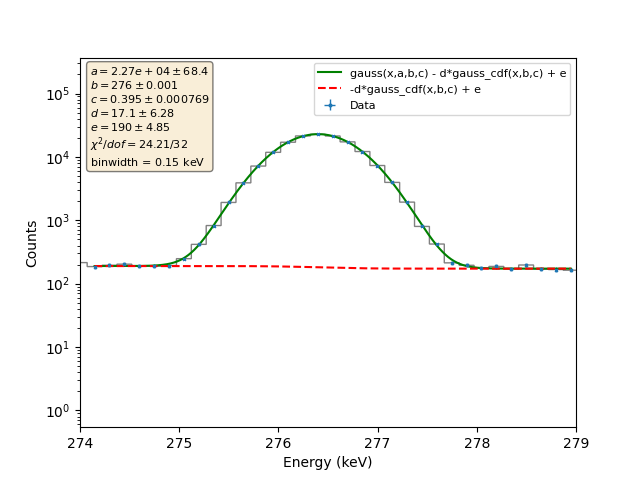 a = 2.27e + 04 ± 68.4
b = 276 ± 0.001
c = 0.395 ± 0.000769
d = 17.1 ± 6.28
e = 190 ± 4.85
χ²/dof = 24.21/32
binwidth = 0.15 keV
gauss(x,a,b,c) - d*gauss_cdf(x,b,c) + e
-d*gauss_cdf(x,b,c) + e
Data
Counts
10⁵
10⁴
10³
10²
10¹
10⁰
274 275 276 277 278 279
Energy (keV)